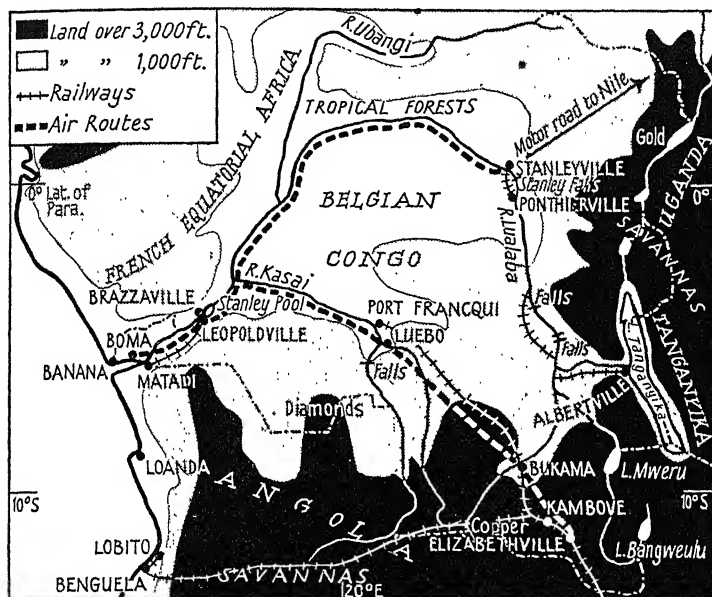 Land over 3,000ft.
" " 1,000ft.
Railways
Air Routes
R.Ubangi
TROPICAL FORESTS
FRENCH EQUATORIAL AFRICA
Motor road to Nile
Gold
UGANDA
STANLEYVILLE
Stanley Falls
PONTHIERVILLE
0° Lat. of
Para.
0°
BELGIAN
CONGO
R.Lualaba
SAVANNAS
R.Kasai
BRAZZAVILLE
Stanley Pool
LEOPOLDVILLE
PORT FRANCQUI
LUEBO
Falls
Falls
Falls
BOMA
BANANA
MATADI
Diamonds
ALBERTVILLE
Tanganyika
TANGANYIKA
LOANDA
ANGOLA
BUKAMA
L.Mweru
10°S
10°S
KAMBOVE
Copper
ELIZABETHVILLE
L.Bangweulu
LOBITO
BENGUELA
SAVANNAS
20°E